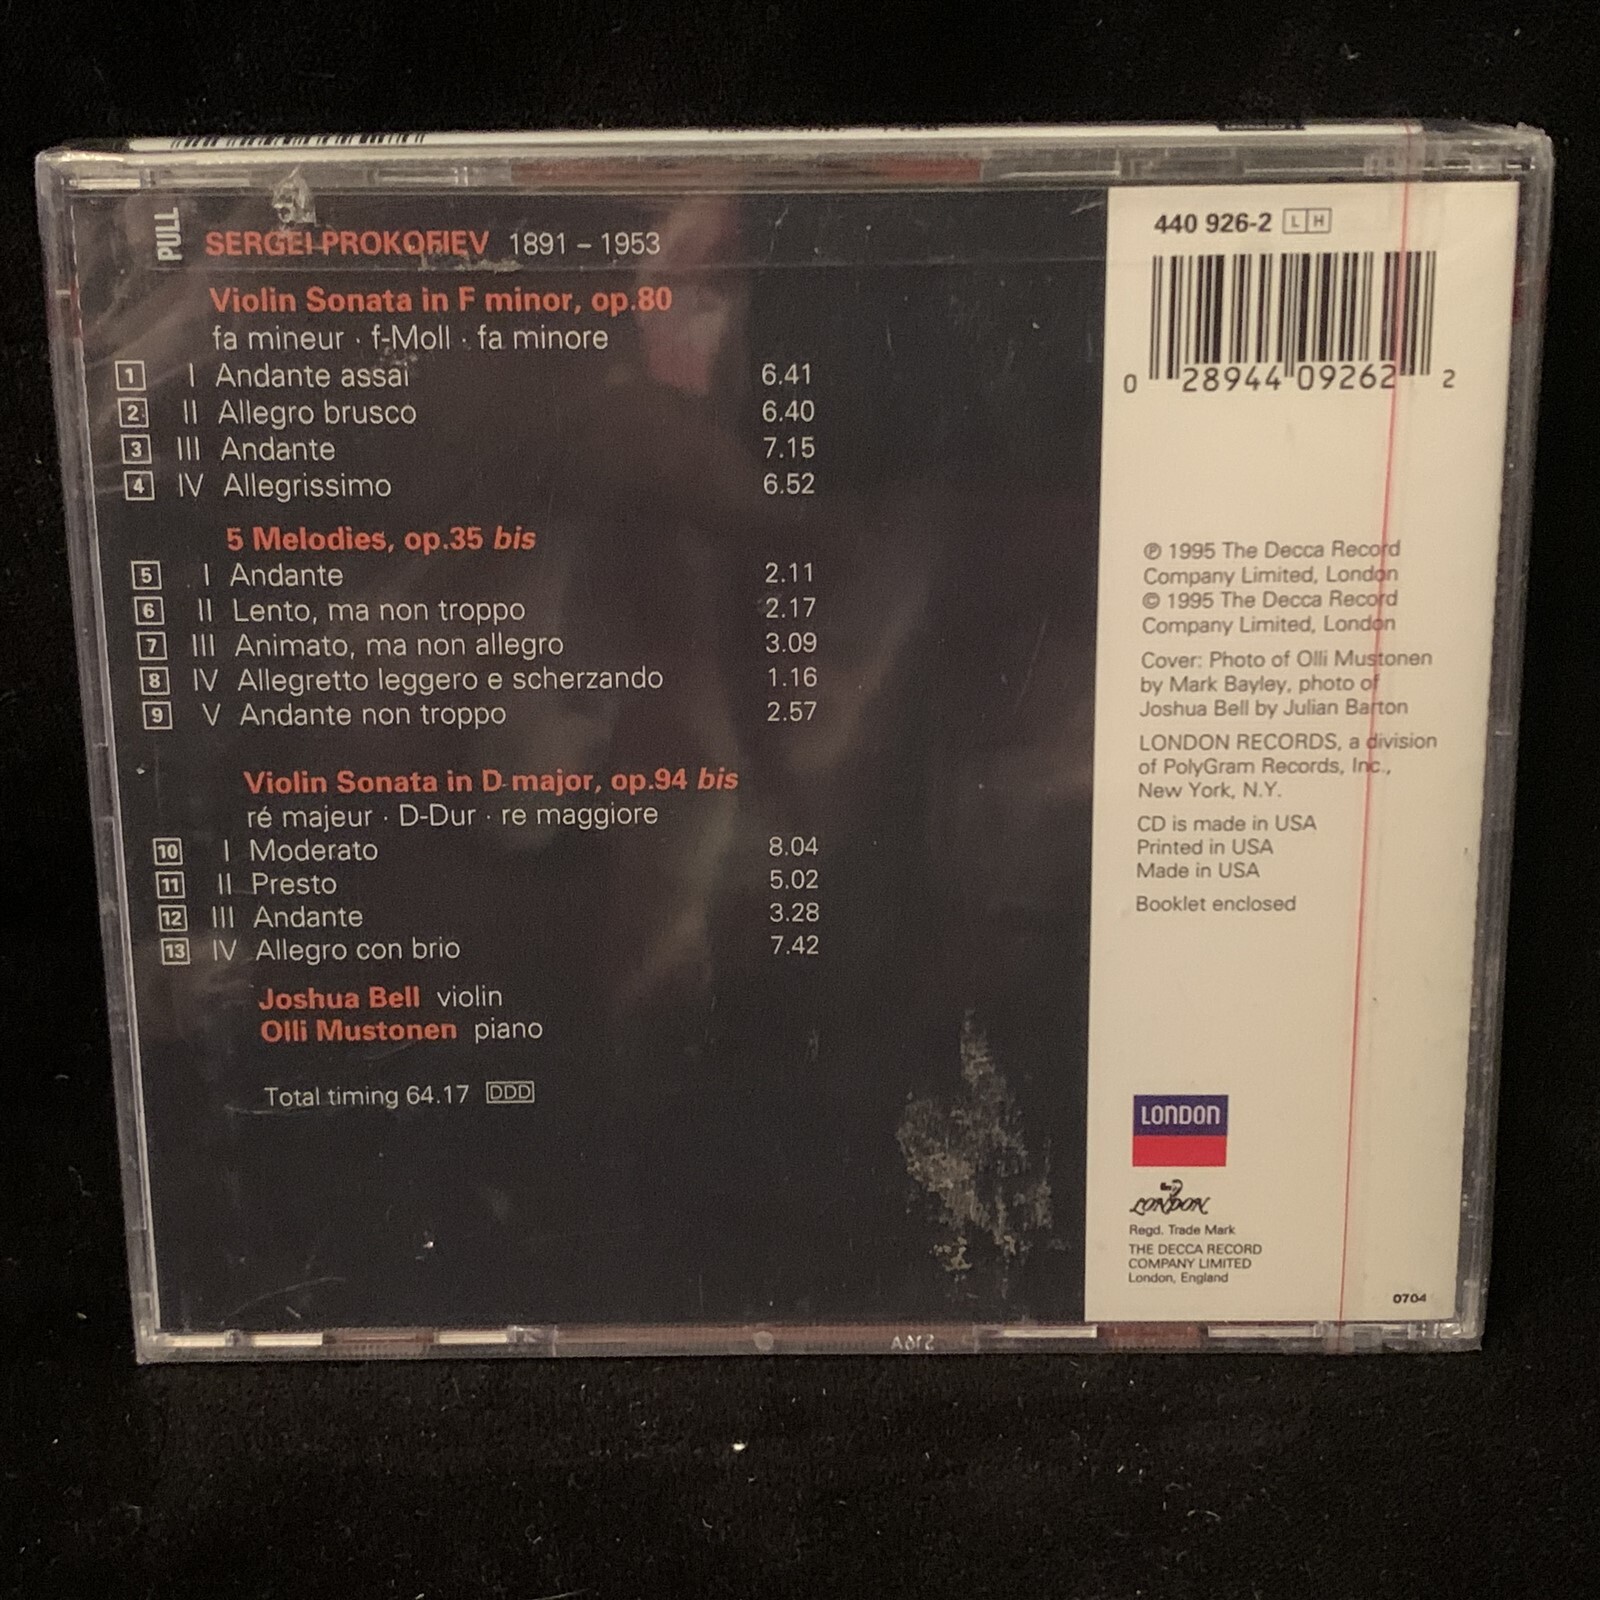 PULL
SERGEI PROKOFIEV 1891 – 1953
Violin Sonata in F minor, op.80
fa mineur · f-Moll · fa minore
1 I Andante assai 6.41
2 II Allegro brusco 6.40
3 III Andante 7.15
4 IV Allegrissimo 6.52
5 Melodies, op.35 bis
5 I Andante 2.11
6 II Lento, ma non troppo 2.17
7 III Animato, ma non allegro 3.09
8 IV Allegretto leggero e scherzando 1.16
9 V Andante non troppo 2.57
Violin Sonata in D major, op.94 bis
ré majeur · D-Dur · re maggiore
10 I Moderato 8.04
11 II Presto 5.02
12 III Andante 3.28
13 IV Allegro con brio 7.42
Joshua Bell violin
Olli Mustonen piano
Total timing 64.17 DDD
440 926-2 L H
0 28944 09262 2
℗ 1995 The Decca Record
Company Limited, London
© 1995 The Decca Record
Company Limited, London
Cover: Photo of Olli Mustonen
by Mark Bayley, photo of
Joshua Bell by Julian Barton
LONDON RECORDS, a division
of PolyGram Records, Inc.,
New York, N.Y.
CD is made in USA
Printed in USA
Made in USA
Booklet enclosed
LONDON
LONDON
Regd. Trade Mark
THE DECCA RECORD
COMPANY LIMITED
London, England
0704